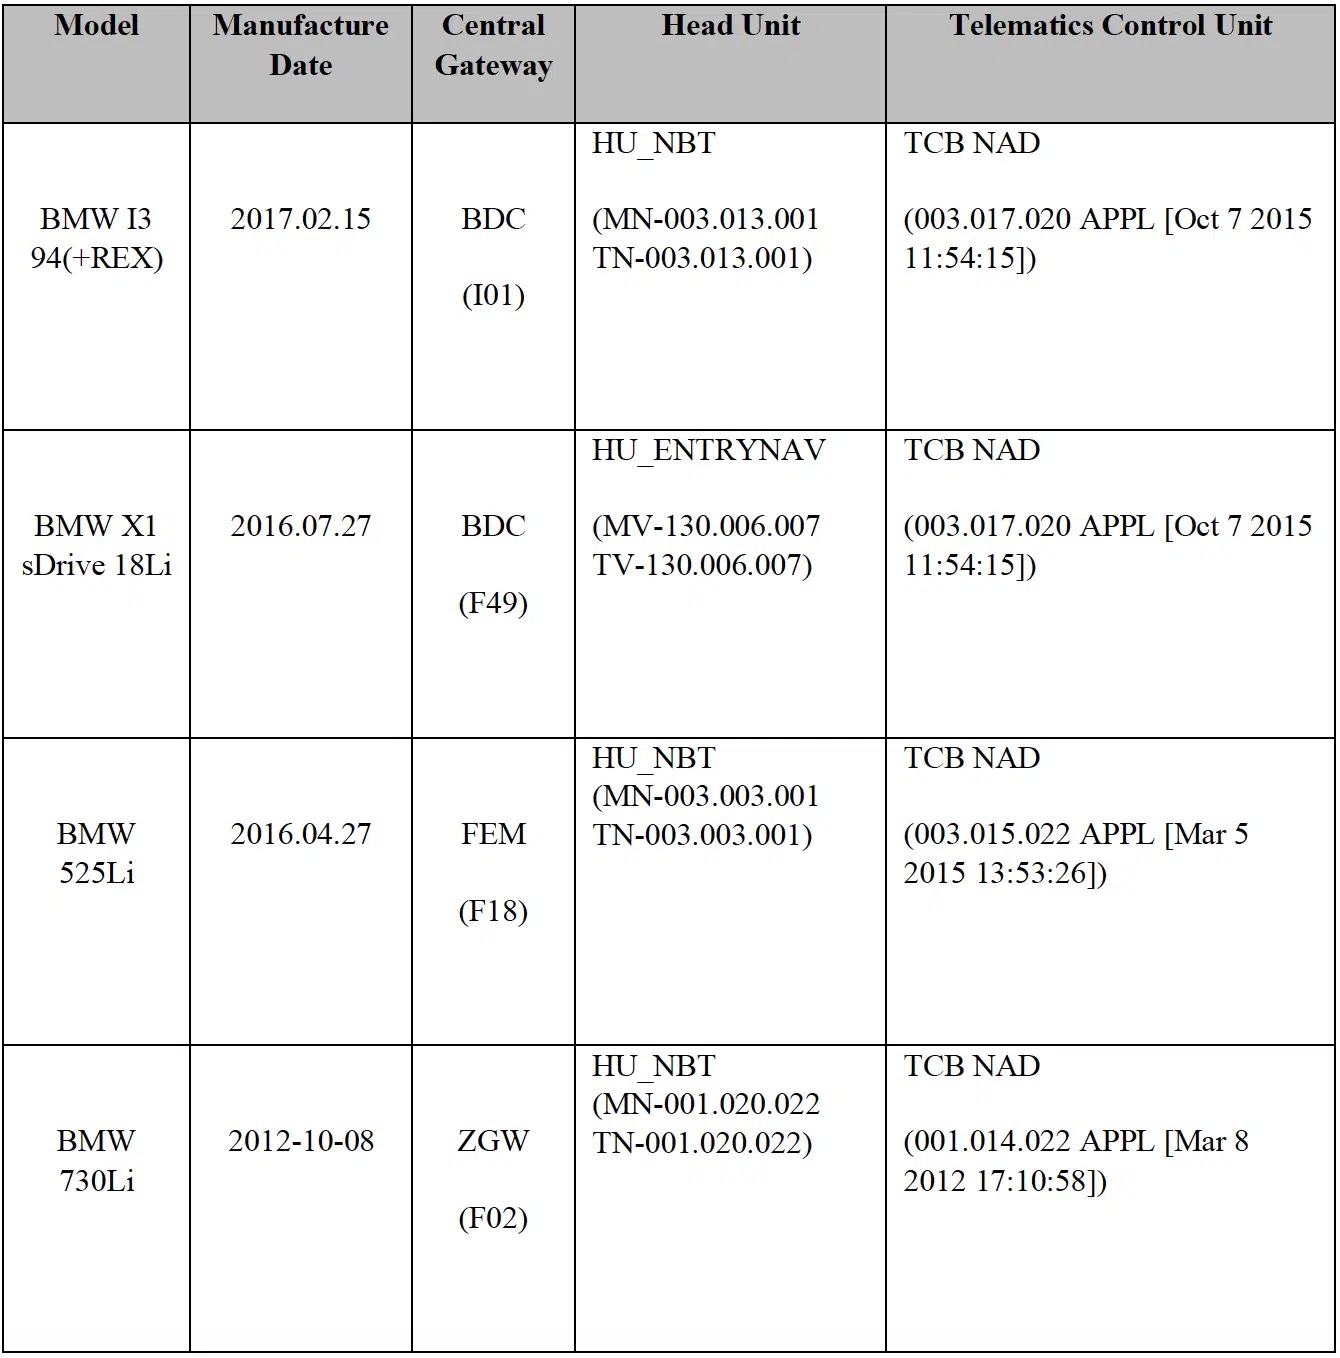 Model
Manufacture
Date
Central
Gateway
Head Unit
Telematics Control Unit
BMW I3
94(+REX)
2017.02.15
BDC
(I01)
HU_NBT
(MN-003.013.001
TN-003.013.001)
TCB NAD
(003.017.020 APPL [Oct 7 2015
11:54:15])
BMW X1
sDrive 18Li
2016.07.27
BDC
(F49)
HU_ENTRYNAV
(MV-130.006.007
TV-130.006.007)
TCB NAD
(003.017.020 APPL [Oct 7 2015
11:54:15])
BMW
525Li
2016.04.27
FEM
(F18)
HU_NBT
(MN-003.003.001
TN-003.003.001)
TCB NAD
(003.015.022 APPL [Mar 5
2015 13:53:26])
BMW
730Li
2012-10-08
ZGW
(F02)
HU_NBT
(MN-001.020.022
TN-001.020.022)
TCB NAD
(001.014.022 APPL [Mar 8
2012 17:10:58])